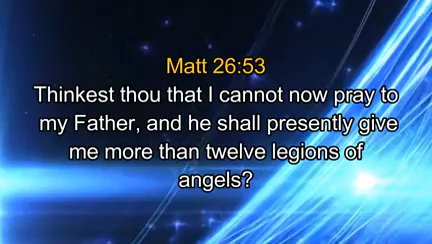 Matt 26:53
Thinkest thou that I cannot now pray to
my Father, and he shall presently give
me more than twelve legions of
angels?